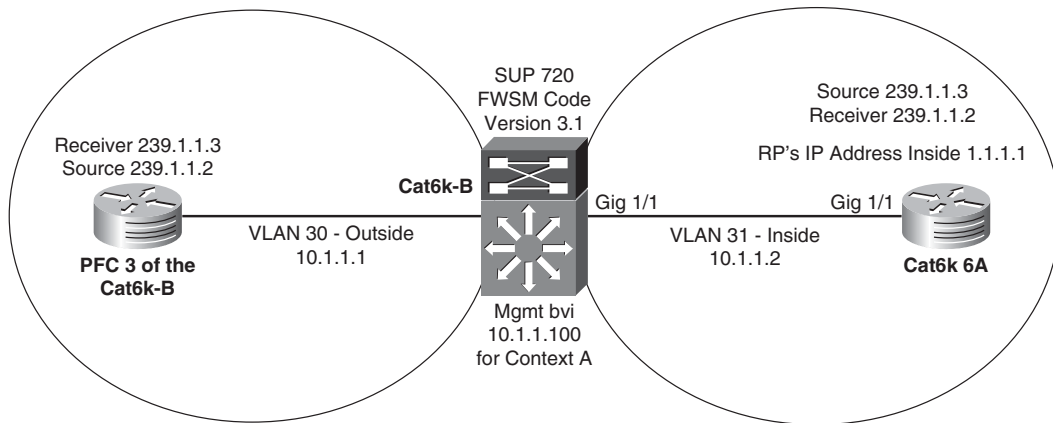 Receiver 239.1.1.3
Source 239.1.1.2
PFC 3 of the
Cat6k-B
VLAN 30 - Outside
10.1.1.1
SUP 720
FWSM Code
Version 3.1
Cat6k-B
Mgmt bvi
10.1.1.100
for Context A
Gig 1/1
VLAN 31 - Inside
10.1.1.2
Source 239.1.1.3
Receiver 239.1.1.2
RP's IP Address Inside 1.1.1.1
Gig 1/1
Cat6k 6A